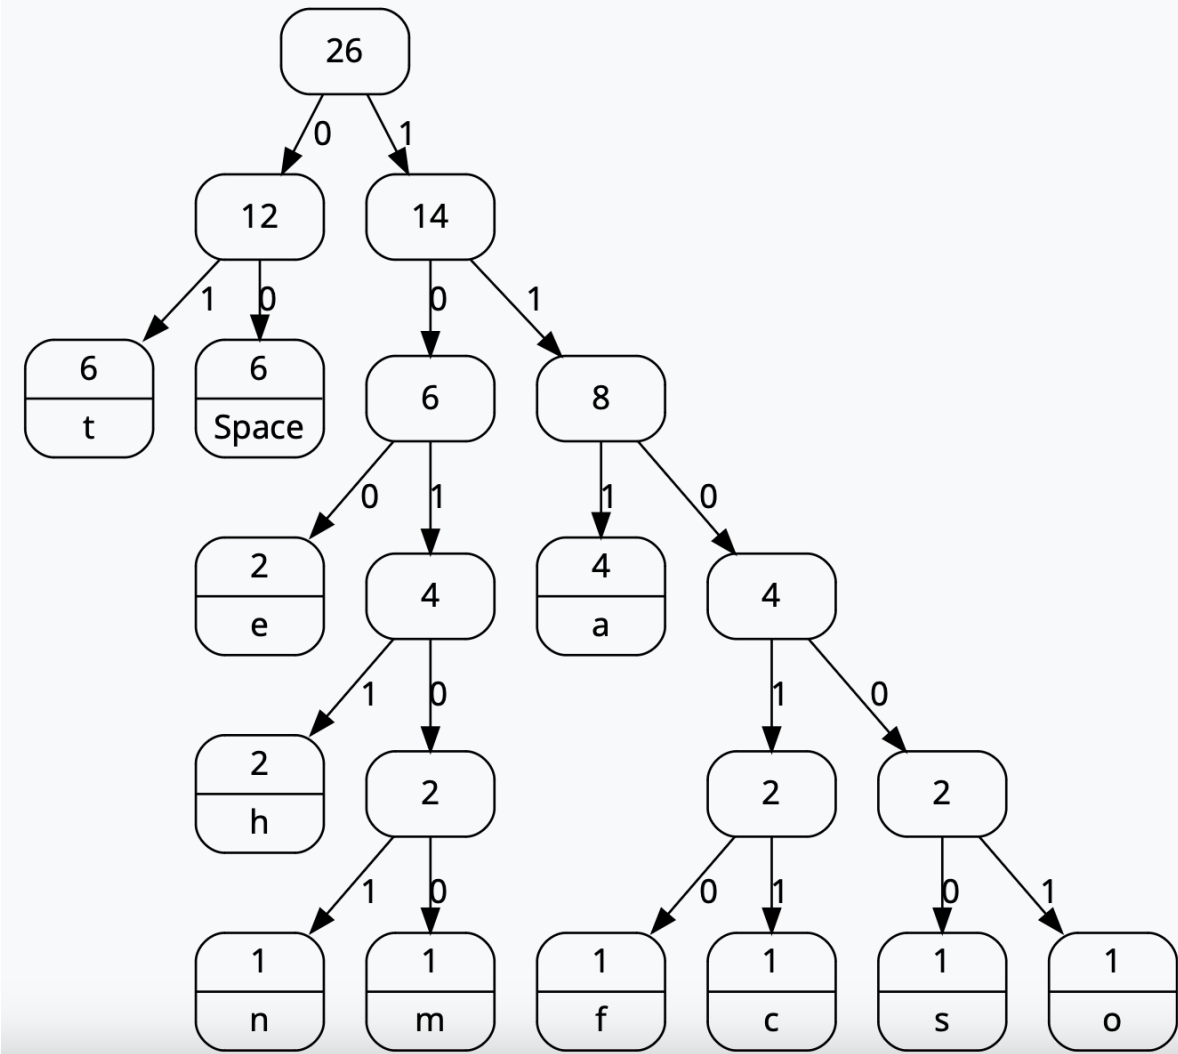 26
0 1
12 14
1 0 0 1
6 6 6 8
t Space
0 1 1 0
2 4 4 4
e a
1 0 1 0
2 2 2 2
h
1 0 0 1 0 1
1 1 1 1 1 1
n m f c s o